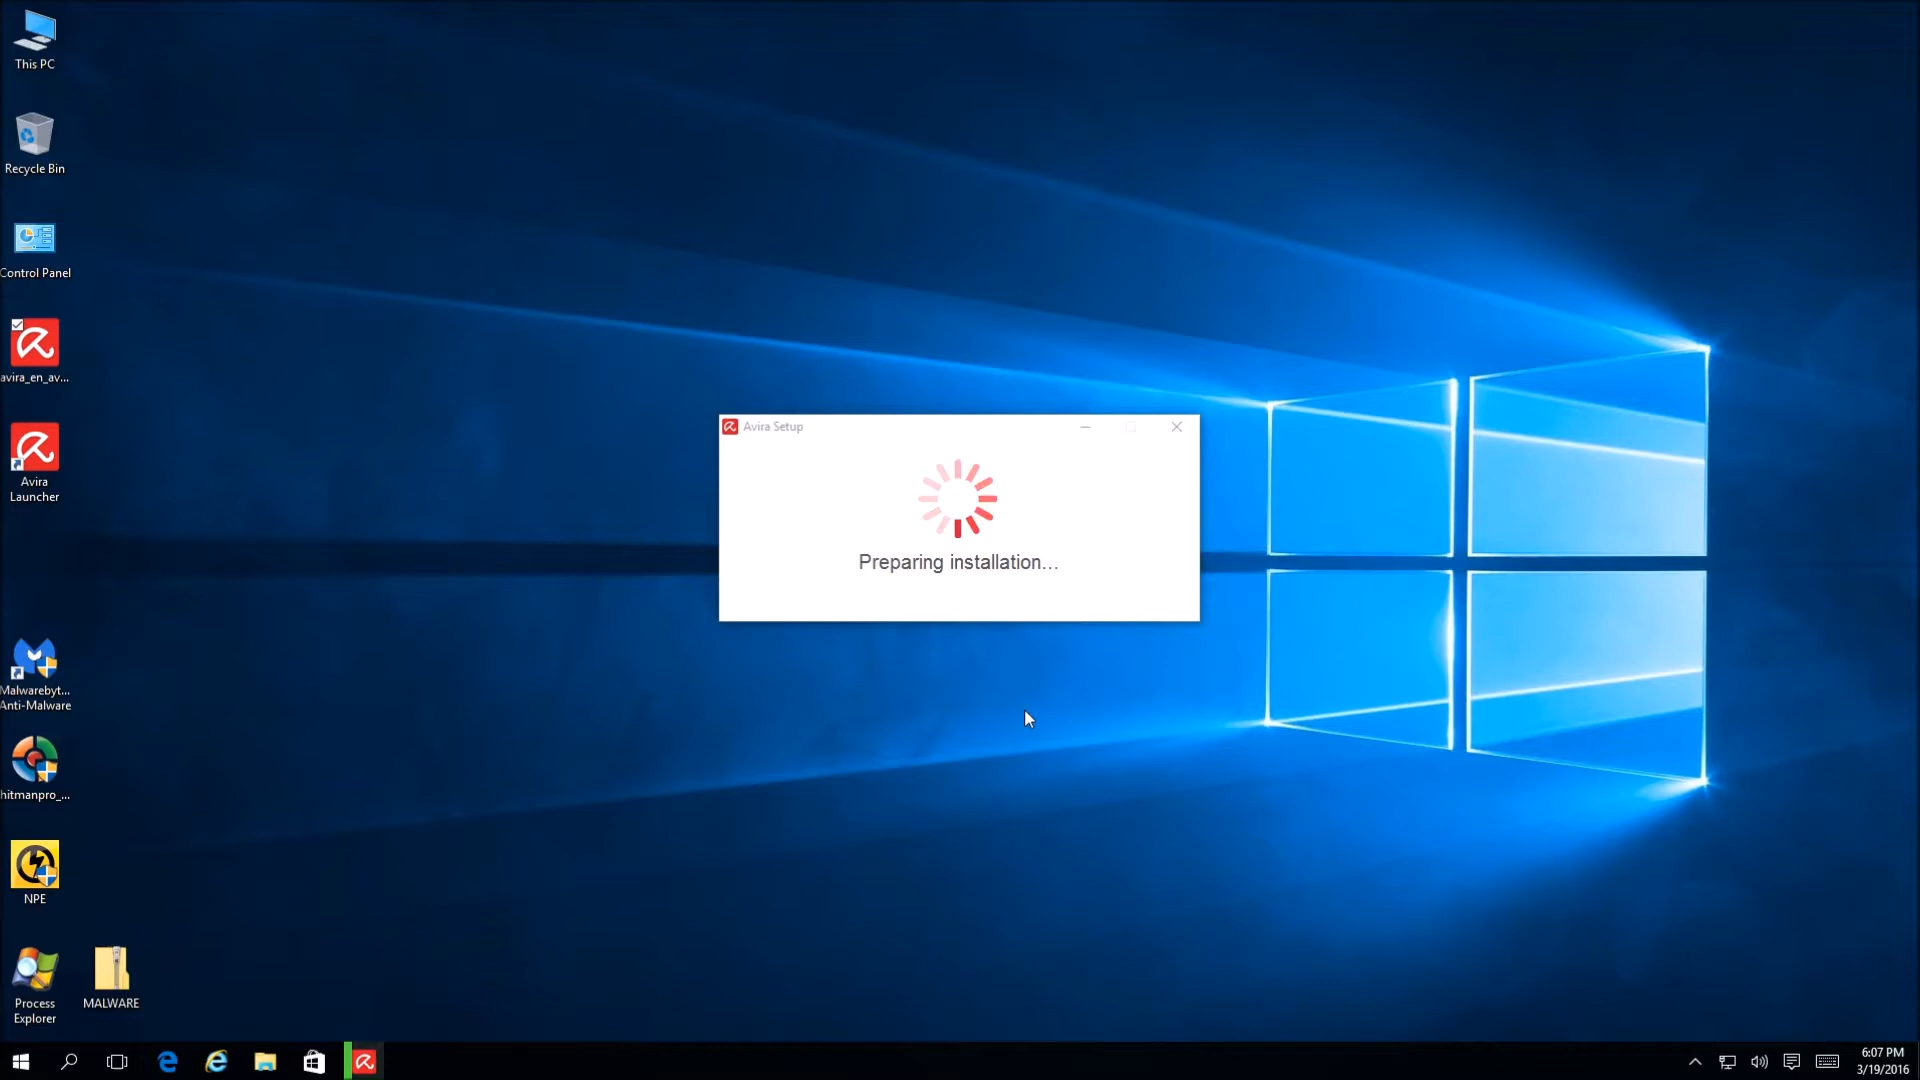 This PC
Recycle Bin
Control Panel
avira_en_av...
Avira
Launcher
Malwarebyt...
Anti-Malware
hitmanpro_...
NPE
Process
Explorer
MALWARE
Avira Setup
Preparing installation...
6:07 PM
3/19/2016